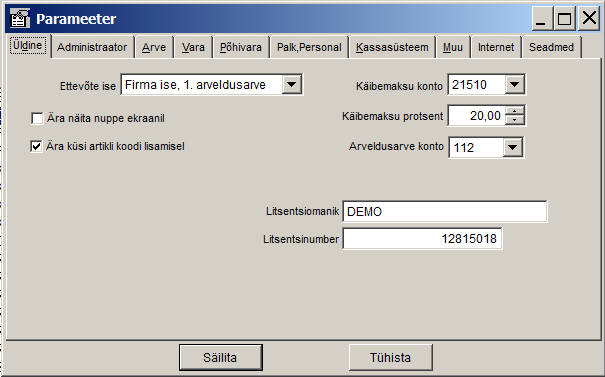 Parameeter
Üldine Administraator Arve Vara Põhivara Palk,Personal Kassasüsteem Muu Internet Seadmed
Ettevõte ise Firma ise, 1. arveldusarve Käibemaksu konto 21510
Ära näita nuppe ekraanil Käibemaksu protsent 20,00
Ära küsi artikli koodi lisamisel Arveldusarve konto 112
Litsentsiomanik DEMO
Litsentsinumber 12815018
Säilita Tühista